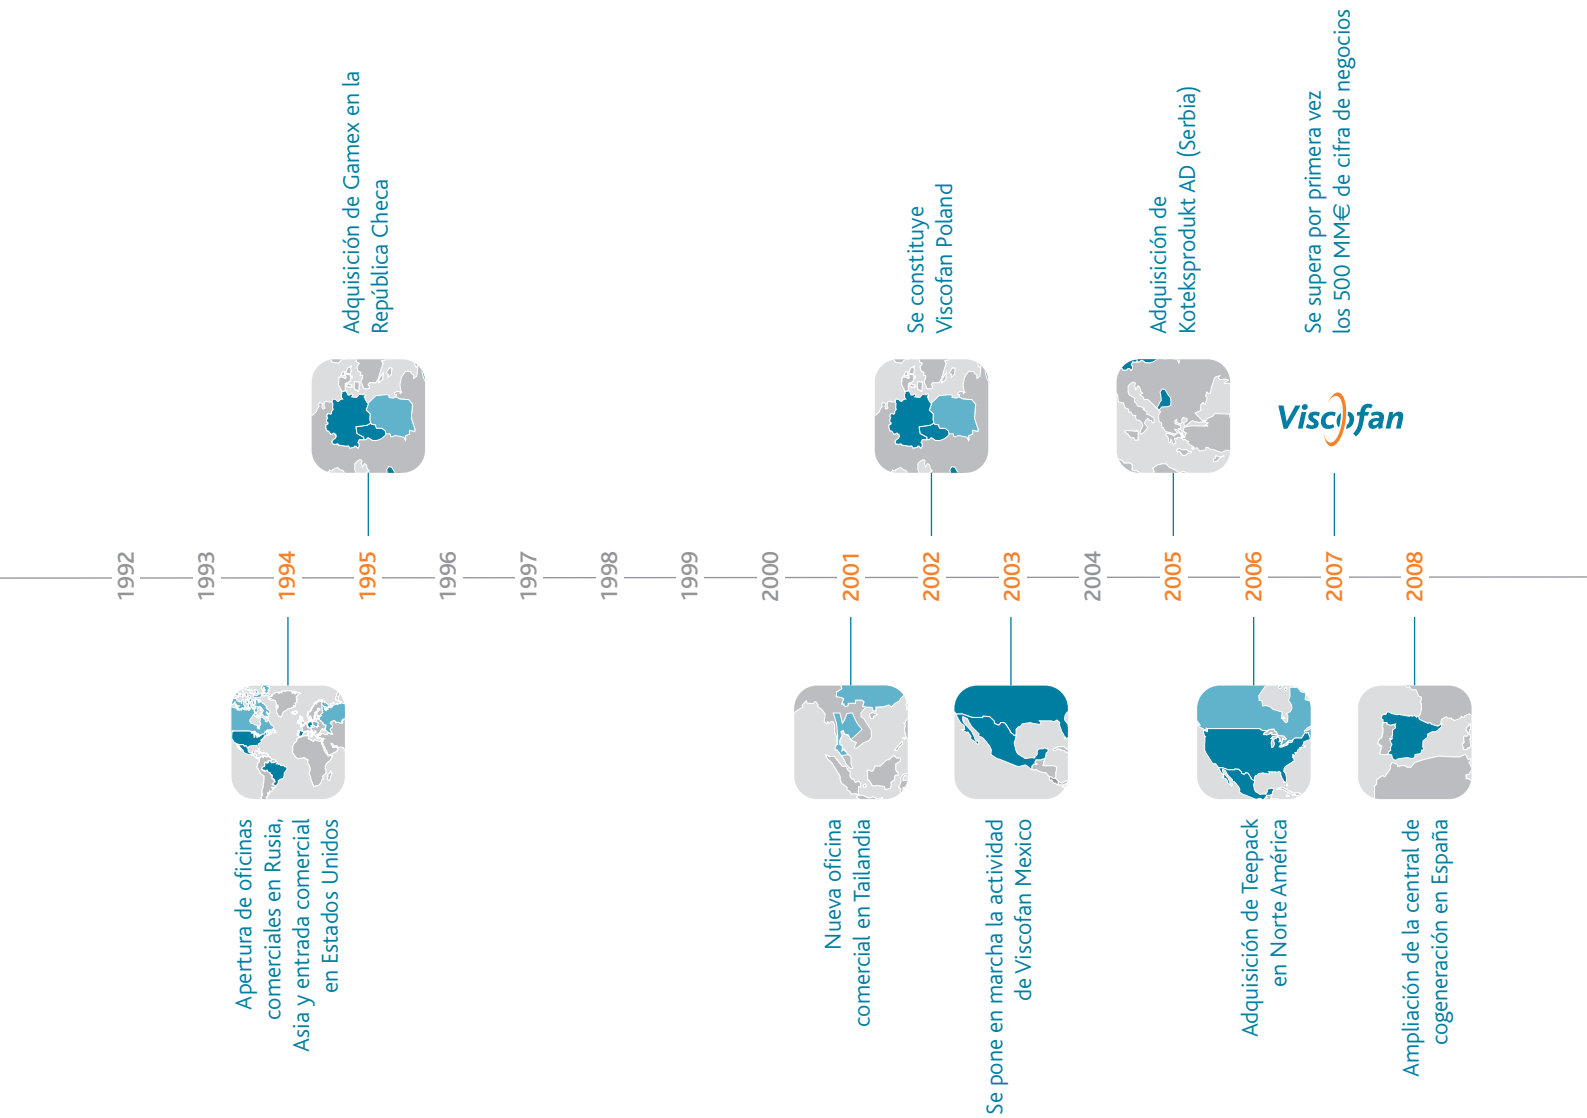 Adquisición de Gamex en la
República Checa
Se constituye
Viscofan Poland
Adquisición de
Koteksprodukt AD (Serbia)
Se supera por primera vez
los 500 MM€ de cifra de negocios
Viscofan
1992
1993
1994
1995
1996
1997
1998
1999
2000
2001
2002
2003
2004
2005
2006
2007
2008
Apertura de oficinas
comerciales en Rusia,
Asia y entrada comercial
en Estados Unidos
Nueva oficina
comercial en Tailandia
Se pone en marcha la actividad
de Viscofan Mexico
Adquisición de Teepack
en Norte América
Ampliación de la central de
cogeneración en España